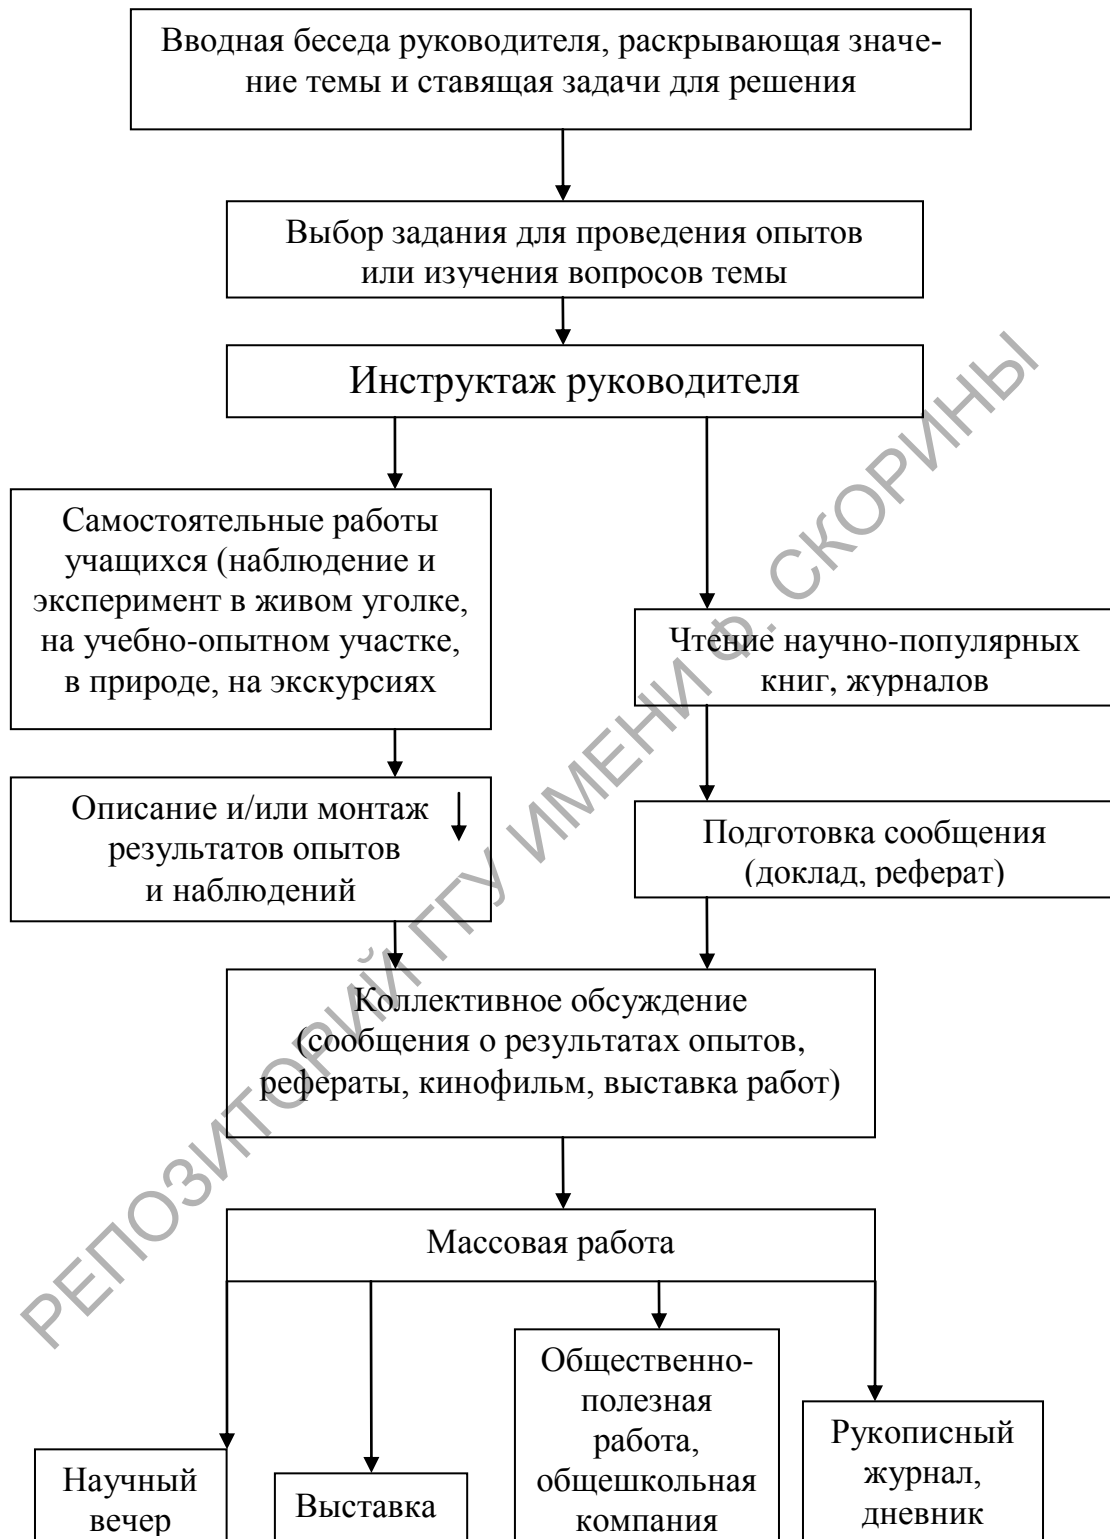 Вводная беседа руководителя, раскрывающая значе-
ние темы и ставящая задачи для решения
Выбор задания для проведения опытов
или изучения вопросов темы
Инструктаж руководителя
Самостоятельные работы
учащихся (наблюдение и
эксперимент в живом уголке,
на учебно-опытном участке,
в природе, на экскурсиях
Чтение научно-популярных
книг, журналов
Описание и/или монтаж
результатов опытов
и наблюдений
Подготовка сообщения
(доклад, реферат)
Коллективное обсуждение
(сообщения о результатах опытов,
рефераты, кинофильм, выставка работ)
Массовая работа
Научный
вечер
Выставка
Общественно-
полезная
работа,
общешкольная
компания
Рукописный
журнал,
дневник
РЕПОЗИТОРИЙ ГГУ ИМЕНИ Ф. СКОРИНЫ